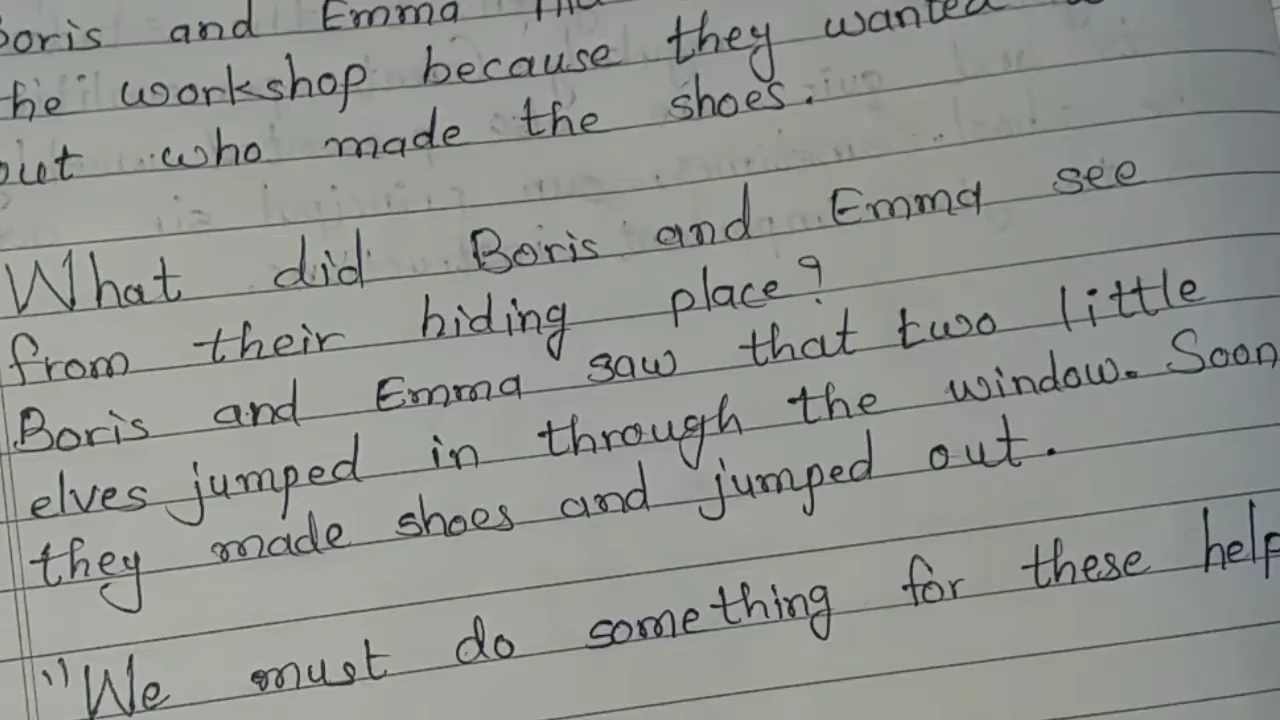 Boris and Emma
the workshop because they wanted
out who made the shoes.
What did Boris and Emma see
from their hiding place?
Boris and Emma saw that two little
elves jumped in through the window. Soon
they made shoes and jumped out.
"We must do something for these help